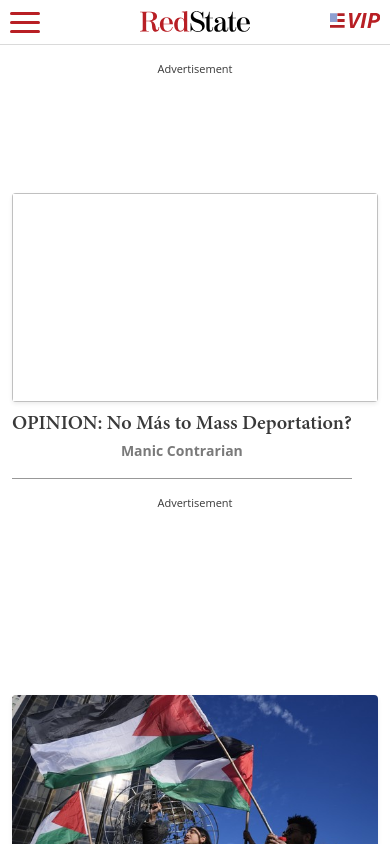 RedState
VIP
Advertisement
OPINION: No Más to Mass Deportation?
Manic Contrarian
Advertisement